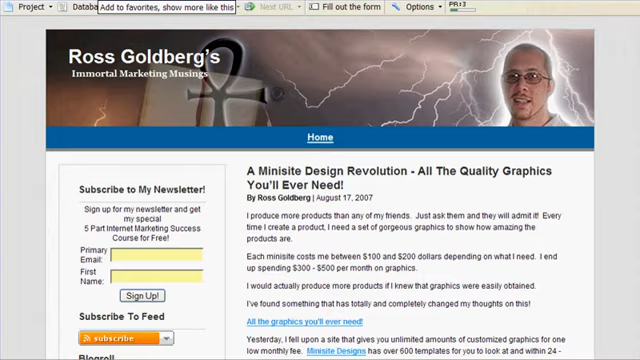 Project
Databa
Add to favorites, show more like this
Next URL
Fill out the form
Options
PR:3
Ross Goldberg's
Immortal Marketing Musings
Home
Subscribe to My Newsletter!
Sign up for my newsletter and get
my special
5 Part Internet Marketing Success
Course for Free!
Primary
Email:
First
Name:
Sign Up!
Subscribe To Feed
subscribe
Blogroll
A Minisite Design Revolution - All The Quality Graphics
You'll Ever Need!
By Ross Goldberg | August 17, 2007
I produce more products than any of my friends. Just ask them and they will admit it! Every
time I create a product, I need a set of gorgeous graphics to show how amazing the
products are.
Each minisite costs me between $100 and $200 dollars depending on what I need. I end
up spending $300 - $500 per month on graphics.
I would actually produce more products if I knew that graphics were easily obtained.
I've found something that has totally and completely changed my thoughts on this!
All the graphics you'll ever need!
Yesterday, I fell upon a site that gives you unlimited amounts of customized graphics for one
low monthly fee. Minisite Designs has over 600 templates for you to look at and within 24 -